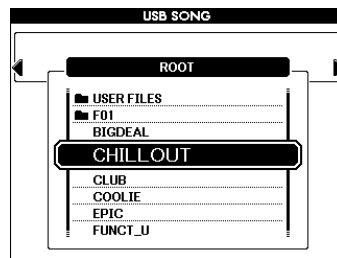 USB SONG
ROOT
USER FILES
F01
BIGDEAL
CHILLOUT
CLUB
COOLIE
EPIC
FUNCT_U